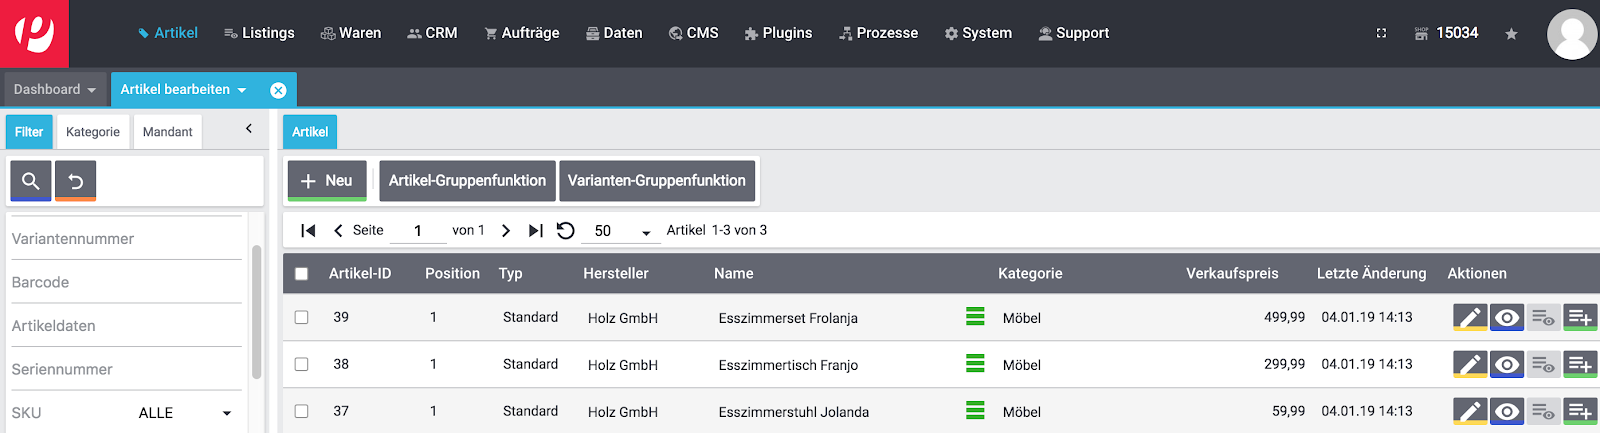 Artikel Listings Waren CRM Aufträge Daten CMS Plugins Prozesse System Support SHOP 15034
Dashboard Artikel bearbeiten
Filter Kategorie Mandant
Artikel
Neu Artikel-Gruppenfunktion Varianten-Gruppenfunktion
Seite 1 von 1 50 Artikel 1-3 von 3
Variantennummer
Barcode
Artikeldaten
Seriennummer
SKU ALLE
Artikel-ID Position Typ Hersteller Name Kategorie Verkaufspreis Letzte Änderung Aktionen
39 1 Standard Holz GmbH Esszimmerset Frolanja Möbel 499,99 04.01.19 14:13
38 1 Standard Holz GmbH Esszimmertisch Franjo Möbel 299,99 04.01.19 14:13
37 1 Standard Holz GmbH Esszimmerstuhl Jolanda Möbel 59,99 04.01.19 14:13